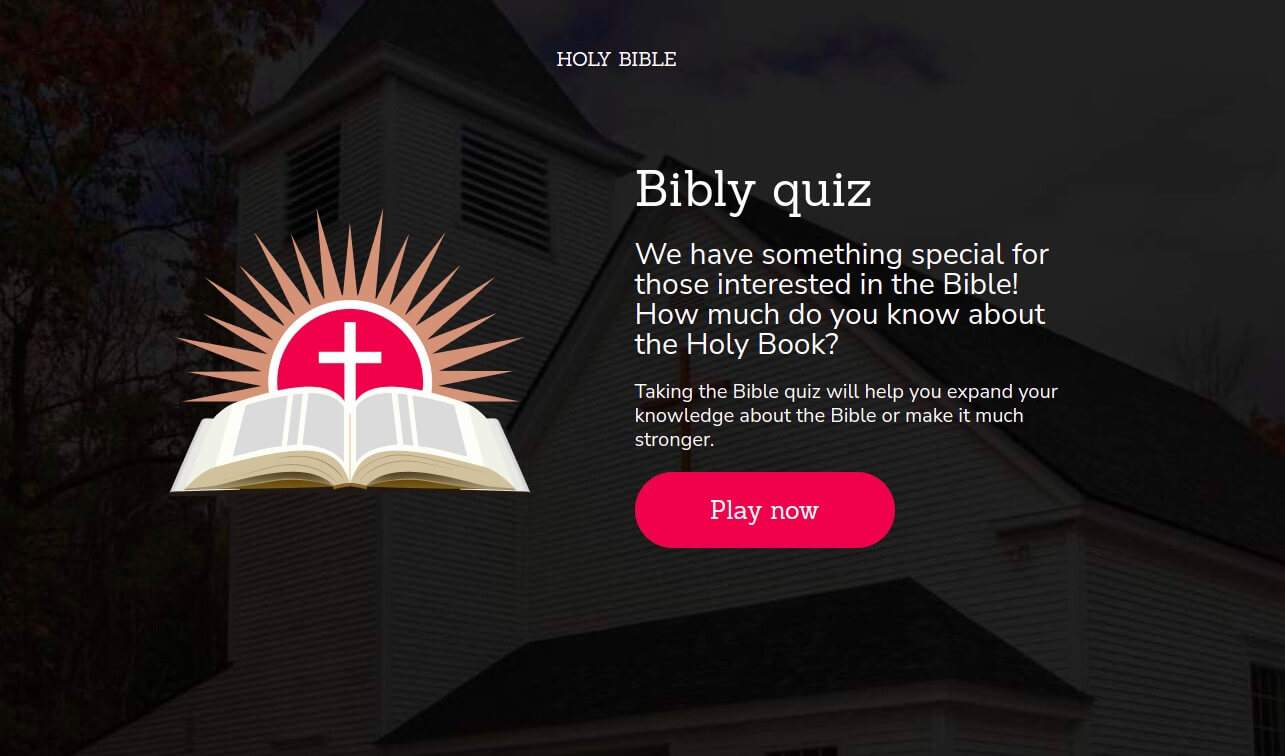 HOLY BIBLE
Bibly quiz
We have something special for
those interested in the Bible!
How much do you know about
the Holy Book?
Taking the Bible quiz will help you expand your
knowledge about the Bible or make it much
stronger.
Play now